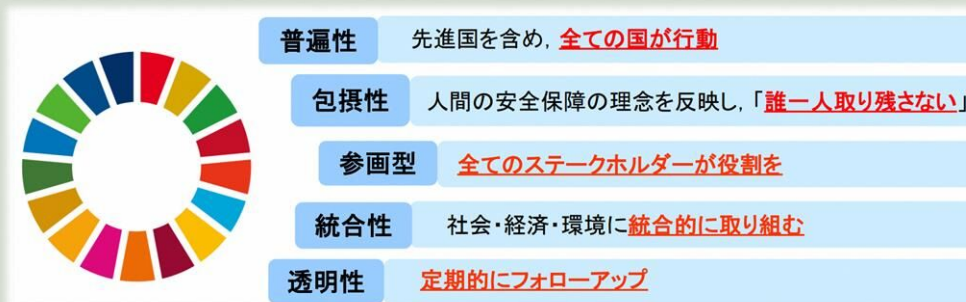 普遍性 先進国を含め，全ての国が行動
包摂性 人間の安全保障の理念を反映し，「誰一人取り残さない」
参画型 全てのステークホルダーが役割を
統合性 社会・経済・環境に統合的に取り組む
透明性 定期的にフォローアップ